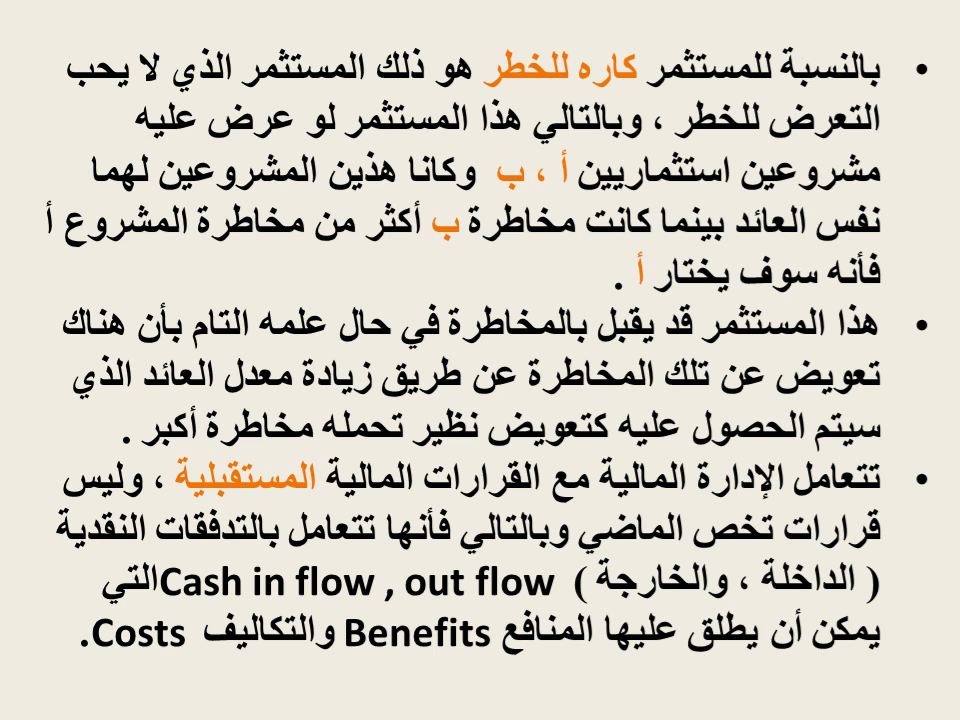 • بالنسبة للمستثمر كاره للخطر هو ذلك المستثمر الذي لا يحب
التعرض للخطر ، وبالتالي هذا المستثمر لو عرض عليه
مشروعين استثماريين أ ، ب وكانا هذين المشروعين لهما
نفس العائد بينما كانت مخاطرة ب أكثر من مخاطرة المشروع أ
فأنه سوف يختار أ .
• هذا المستثمر قد يقبل بالمخاطرة في حال علمه التام بأن هناك
تعويض عن تلك المخاطرة عن طريق زيادة معدل العائد الذي
سيتم الحصول عليه كتعويض نظير تحمله مخاطرة أكبر .
• تتعامل الإدارة المالية مع القرارات المالية المستقبلية ، وليس
قرارات تخص الماضي وبالتالي فأنها تتعامل بالتدفقات النقدية
( الداخلة ، والخارجة ) Cash in flow , out flow التي
يمكن أن يطلق عليها المنافع Benefits والتكاليف Costs.